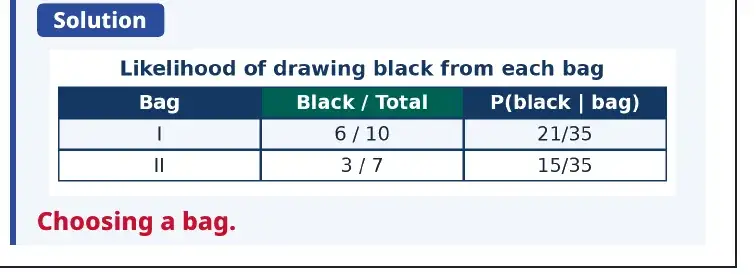 Solution
Likelihood of drawing black from each bag
Bag Black / Total P(black | bag)
I 6 / 10 21/35
II 3 / 7 15/35
Choosing a bag.